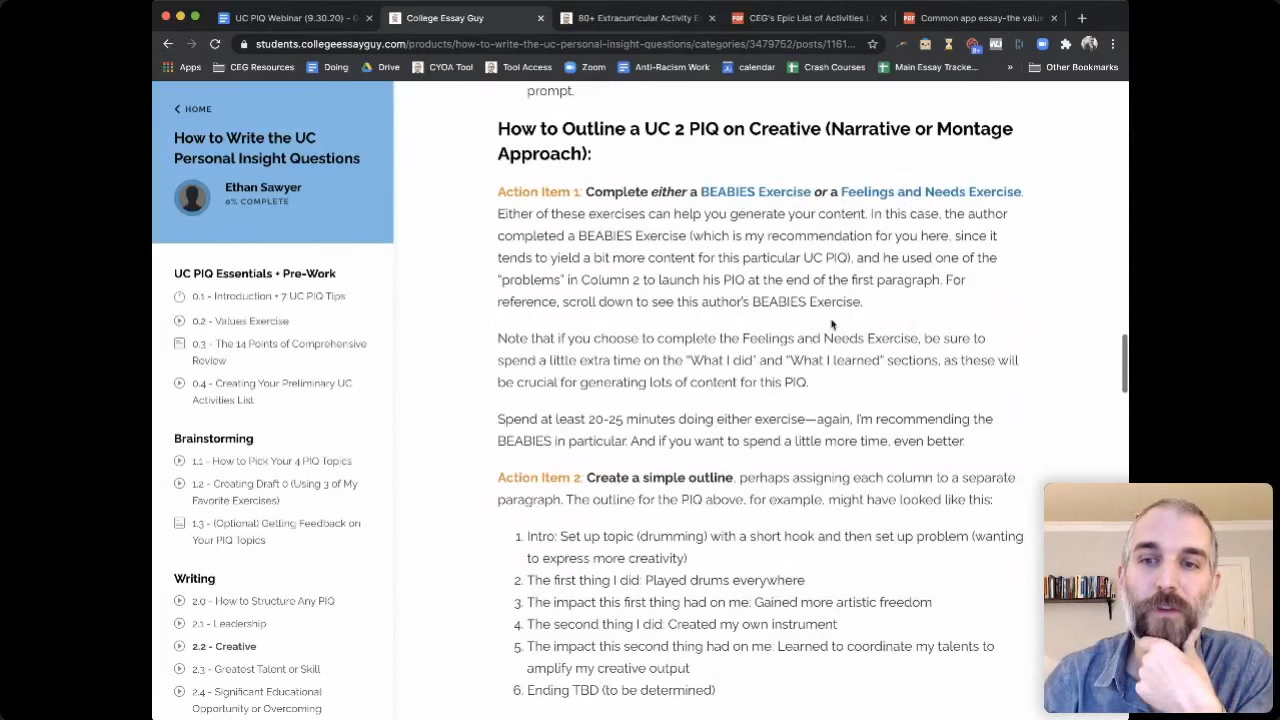 UC PIQ Webinar (9.30.20) - G
College Essay Guy
80+ Extracurricular Activity E
CEG's Epic List of Activities L
Common app essay-the valu
students.collegeessayguy.com/products/how-to-write-the-uc-personal-insight-questions/categories/3479752/posts/1161...
Apps
CEG Resources
Doing
Drive
CYOA Tool
Tool Access
Zoom
Anti-Racism Work
calendar
Crash Courses
Main Essay Tracke...
»
Other Bookmarks
HOME
How to Write the UC
Personal Insight Questions
Ethan Sawyer
0% COMPLETE
UC PIQ Essentials + Pre-Work
0.1 - Introduction + 7 UC PIQ Tips
0.2 - Values Exercise
0.3 - The 14 Points of Comprehensive
Review
0.4 - Creating Your Preliminary UC
Activities List
Brainstorming
1.1 - How to Pick Your 4 PIQ Topics
1.2 - Creating Draft 0 (Using 3 of My
Favorite Exercises)
1.3 - (Optional) Getting Feedback on
Your PIQ Topics
Writing
2.0 - How to Structure Any PIQ
2.1 - Leadership
2.2 - Creative
2.3 - Greatest Talent or Skill
2.4 - Significant Educational
Opportunity or Overcoming
prompt.
How to Outline a UC 2 PIQ on Creative (Narrative or Montage
Approach):
Action Item 1: Complete either a BEABIES Exercise or a Feelings and Needs Exercise.
Either of these exercises can help you generate your content. In this case, the author
completed a BEABIES Exercise (which is my recommendation for you here, since it
tends to yield a bit more content for this particular UC PIQ), and he used one of the
"problems" in Column 2 to launch his PIQ at the end of the first paragraph. For
reference, scroll down to see this author's BEABIES Exercise.
Note that if you choose to complete the Feelings and Needs Exercise, be sure to
spend a little extra time on the "What I did" and "What I learned" sections, as these will
be crucial for generating lots of content for this PIQ.
Spend at least 20-25 minutes doing either exercise—again, I'm recommending the
BEABIES in particular. And if you want to spend a little more time, even better.
Action Item 2: Create a simple outline, perhaps assigning each column to a separate
paragraph. The outline for the PIQ above, for example, might have looked like this:
1. Intro: Set up topic (drumming) with a short hook and then set up problem (wanting
to express more creativity)
2. The first thing I did: Played drums everywhere
3. The impact this first thing had on me: Gained more artistic freedom
4. The second thing I did: Created my own instrument
5. The impact this second thing had on me: Learned to coordinate my talents to
amplify my creative output
6. Ending TBD (to be determined)